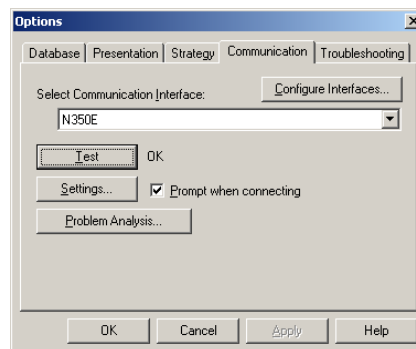 Options
Database Presentation Strategy Communication Troubleshooting
Select Communication Interface: Configure Interfaces...
N350E
Test OK
Settings... Prompt when connecting
Problem Analysis...
OK Cancel Apply Help